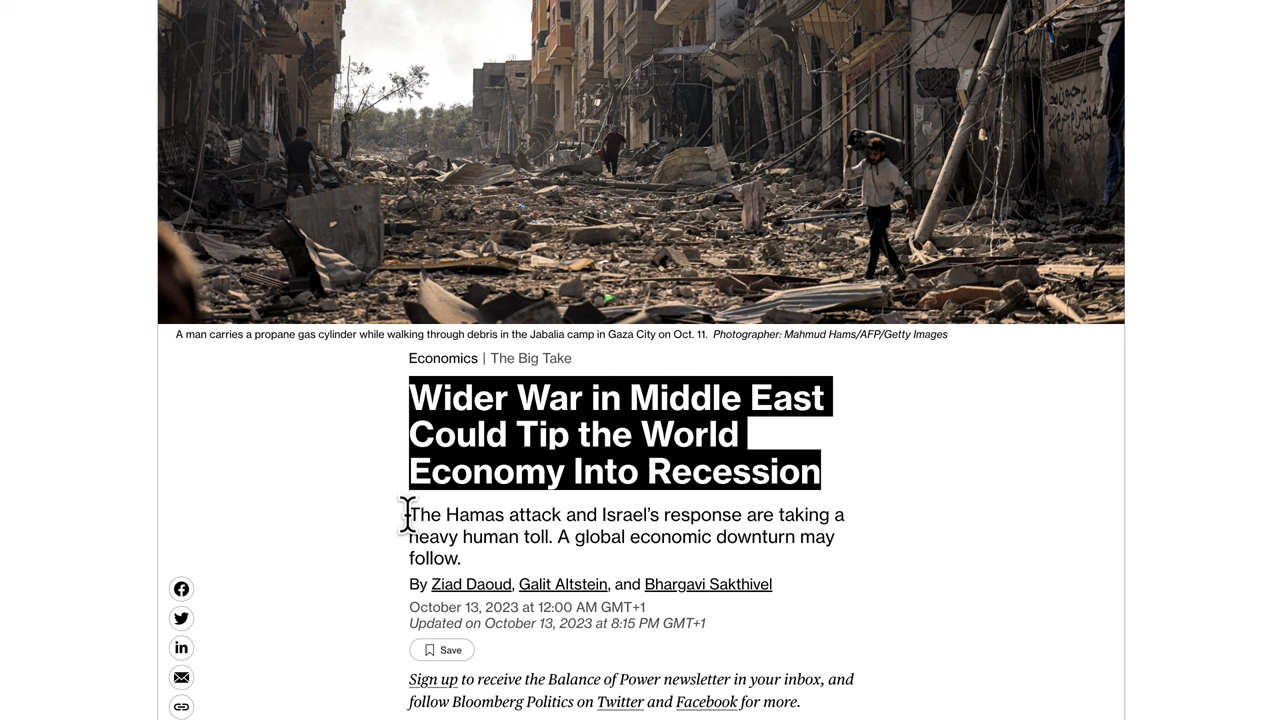 A man carries a propane gas cylinder while walking through debris in the Jabalia camp in Gaza City on Oct. 11. Photographer: Mahmud Hams/AFP/Getty Images
Economics | The Big Take
Wider War in Middle East
Could Tip the World
Economy Into Recession
The Hamas attack and Israel's response are taking a
heavy human toll. A global economic downturn may
follow.
By Ziad Daoud, Galit Altstein, and Bhargavi Sakthivel
October 13, 2023 at 12:00 AM GMT+1
Updated on October 13, 2023 at 8:15 PM GMT+1
Save
Sign up to receive the Balance of Power newsletter in your inbox, and
follow Bloomberg Politics on Twitter and Facebook for more.